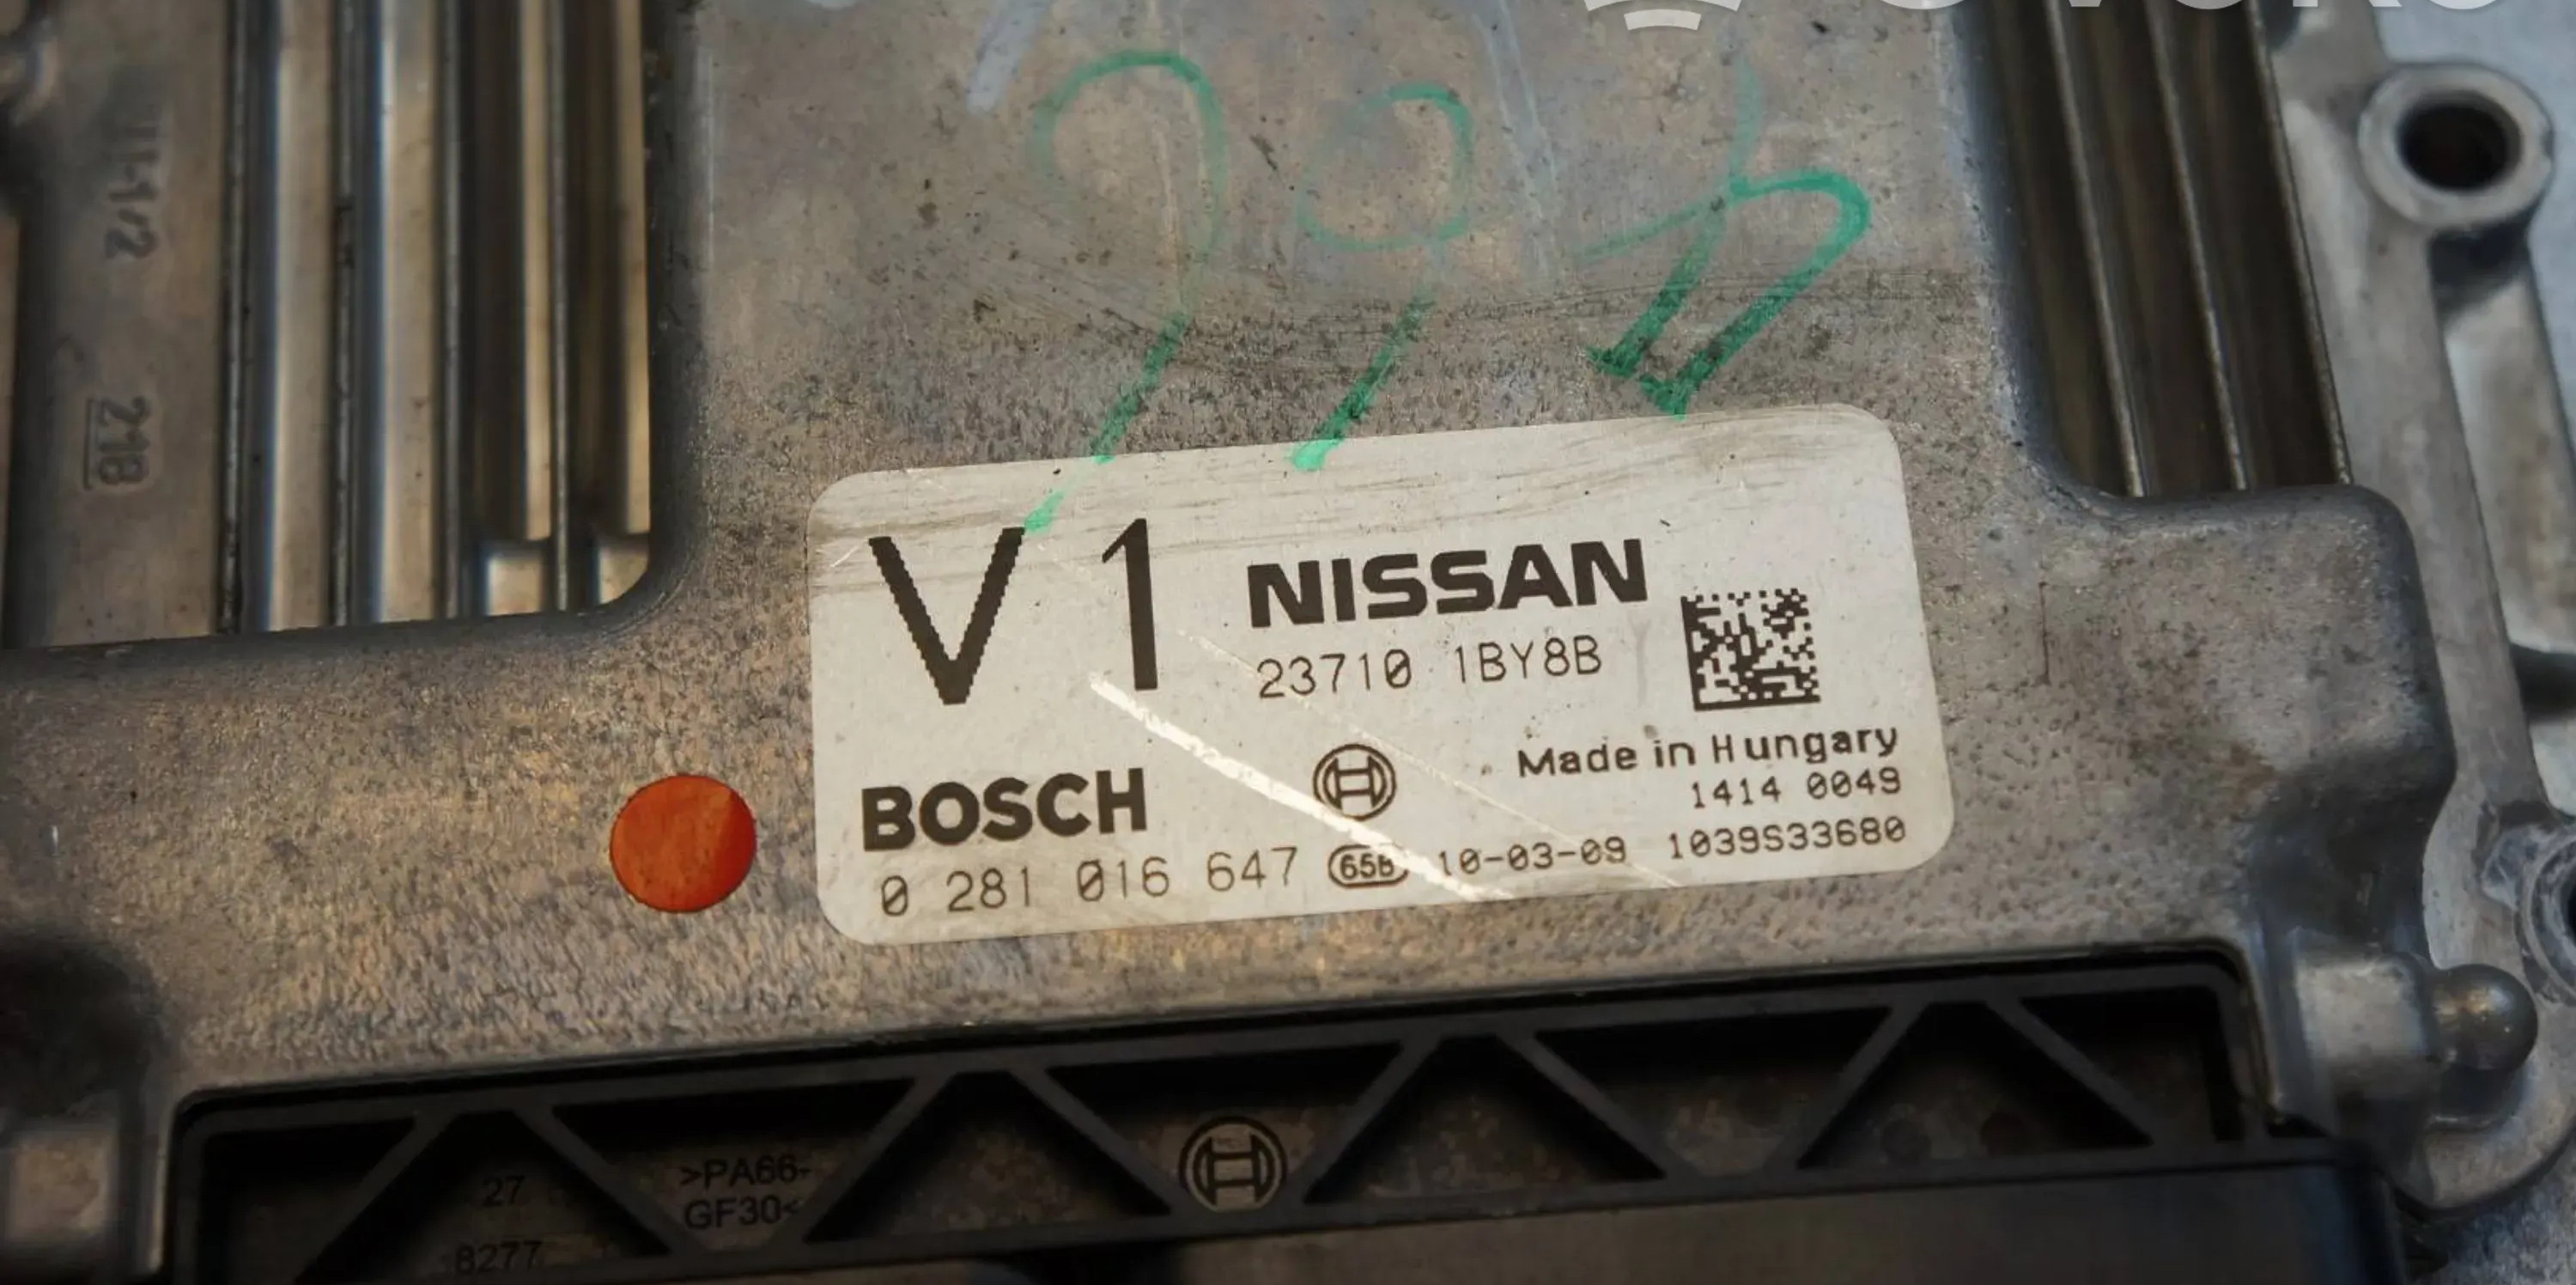 V1
NISSAN
23710 1BY8B
Made in Hungary
1414 0049
BOSCH
0 281 016 647 65B 10-03-09 1039S33680
218
27
>PA66-
GF30<
8277